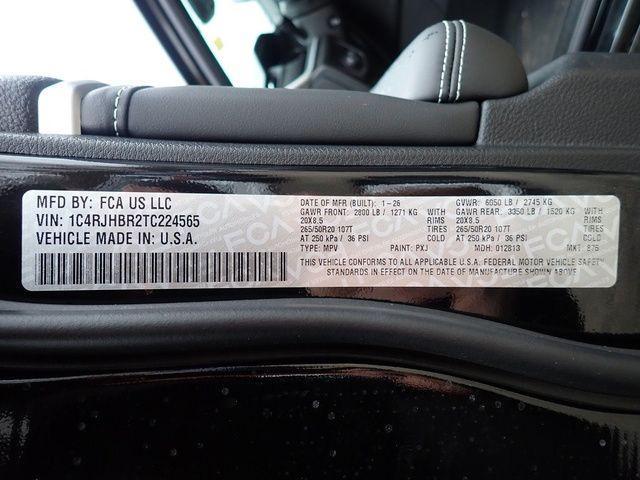 MFD BY: FCA US LLC
VIN: 1C4RJHBR2TC224565
VEHICLE MADE IN: U.S.A.
DATE OF MFR (BUILT): 1-26 GVWR: 6050 LB / 2745 KG
GAWR FRONT: 2800 LB / 1271 KG WITH GAWR REAR: 3350 LB / 1520 KG WITH
20X8.5 RIMS 20X8.5 RIMS
265/50R20 107T TIRES 265/50R20 107T TIRES
AT 250 kPa / 36 PSI COLD AT 250 kPa / 36 PSI COLD
TYPE: MPV PAINT: PXJ MDH: 012813 MKT: 875
THIS VEHICLE CONFORMS TO ALL APPLICABLE U.S.A. FEDERAL MOTOR VEHICLE SAFETY
STANDARDS IN EFFECT ON THE DATE OF MANUFACTURE SHOWN ABOVE